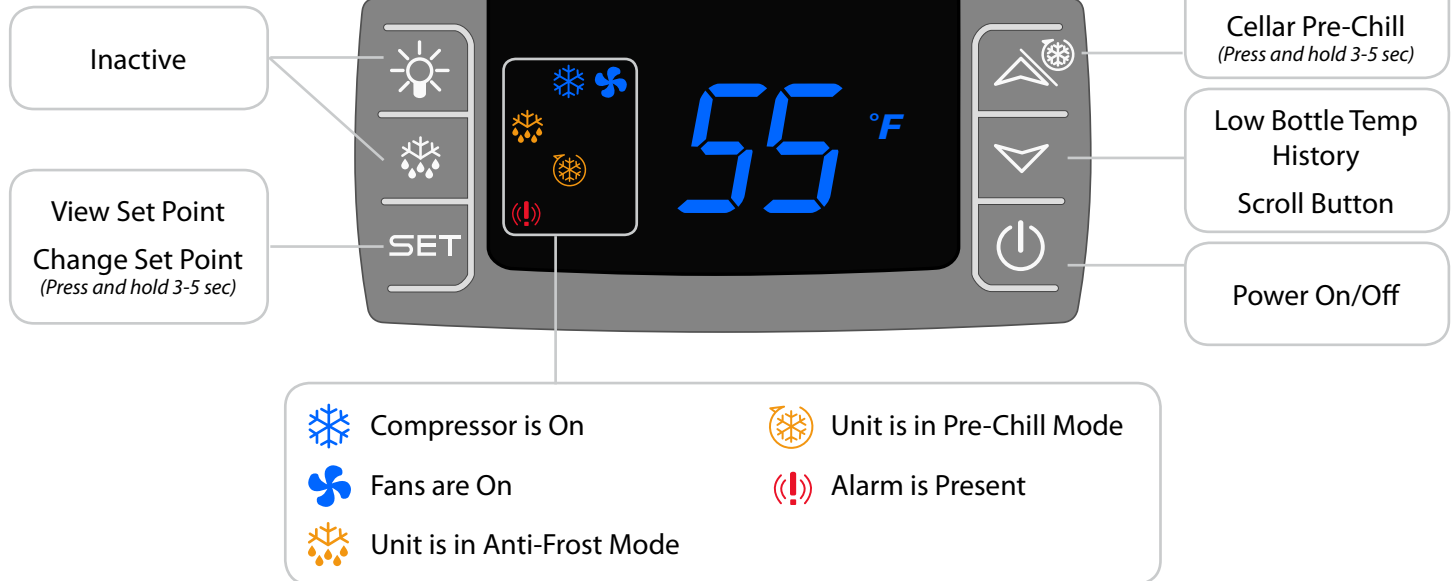 Inactive
View Set Point
Change Set Point
(Press and hold 3-5 sec)
SET
55 °F
Cellar Pre-Chill
(Press and hold 3-5 sec)
Low Bottle Temp
History
Scroll Button
Power On/Off
Compressor is On
Fans are On
Unit is in Anti-Frost Mode
Unit is in Pre-Chill Mode
Alarm is Present